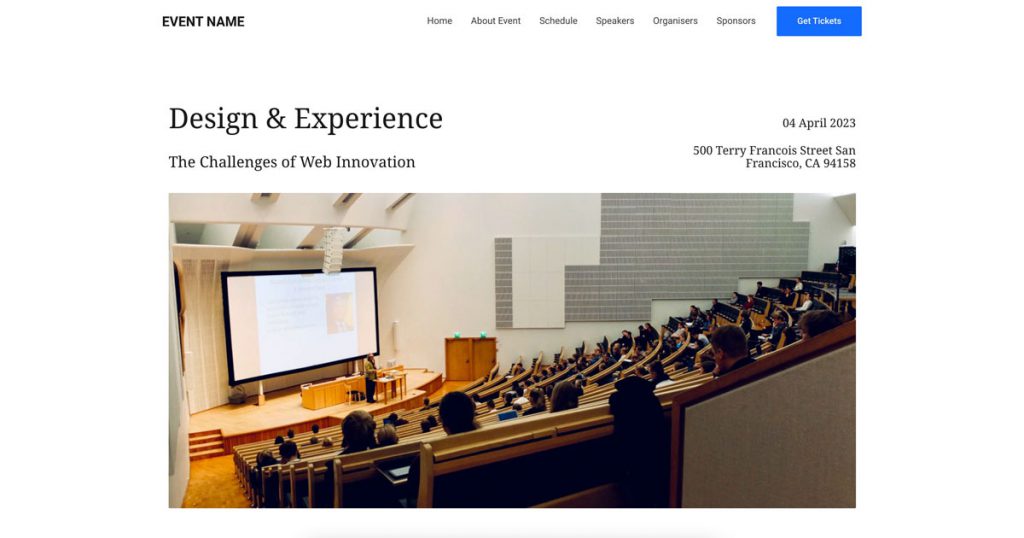 EVENT NAME
Home
About Event
Schedule
Speakers
Organisers
Sponsors
Get Tickets
Design & Experience
The Challenges of Web Innovation
04 April 2023
500 Terry Francois Street San
Francisco, CA 94158